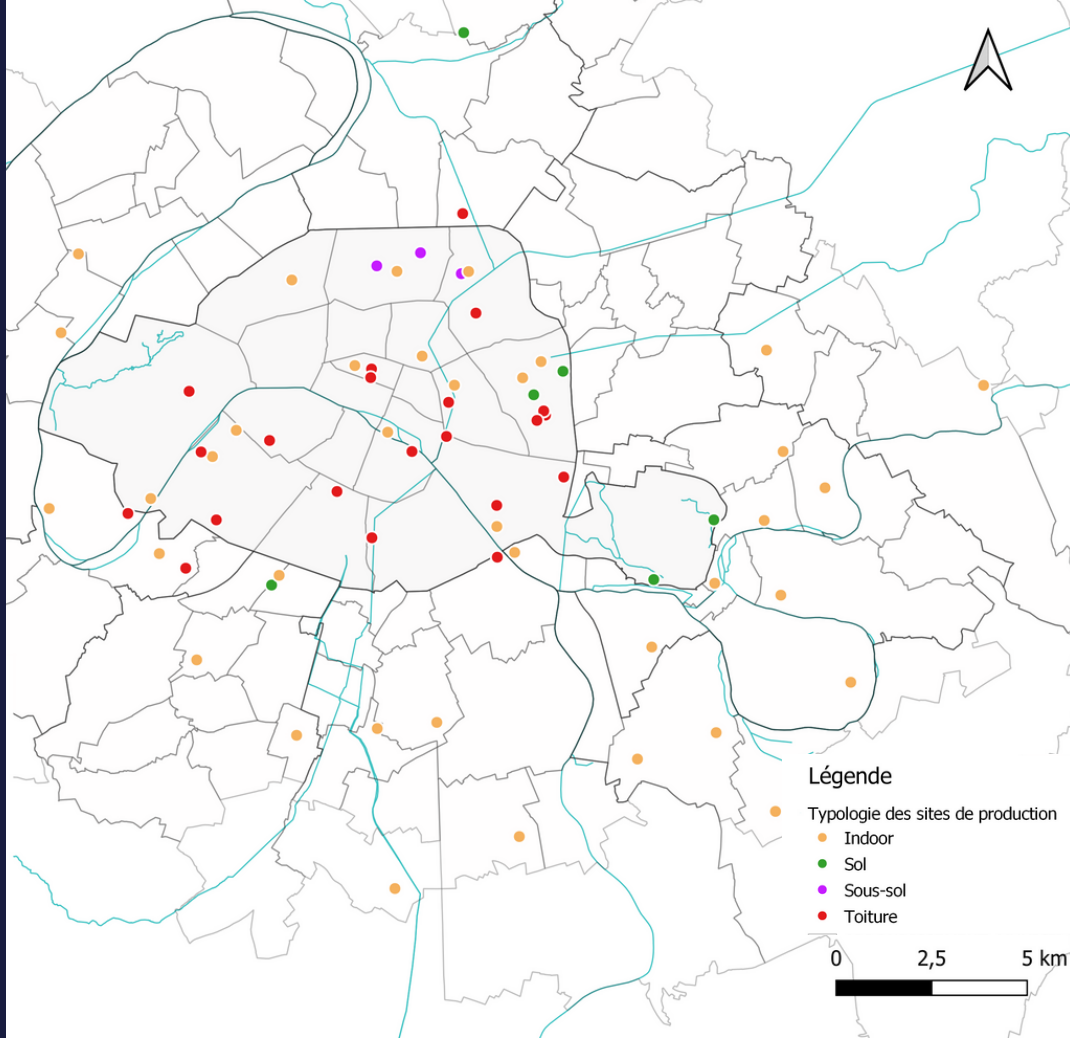 Légende
Typologie des sites de production
Indoor
Sol
Sous-sol
Toiture
0 2,5 5 km